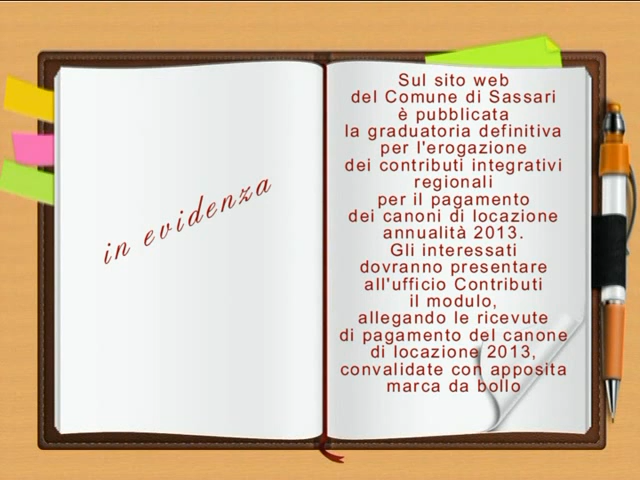 in evidenza
Sul sito web
del Comune di Sassari
è pubblicata
la graduatoria definitiva
per l'erogazione
dei contributi integrativi
regionali
per il pagamento
dei canoni di locazione
annualità 2013.
Gli interessati
dovranno presentare
all'ufficio Contributi
il modulo,
allegando le ricevute
di pagamento del canone
di locazione 2013,
convalidate con apposita
marca da bollo